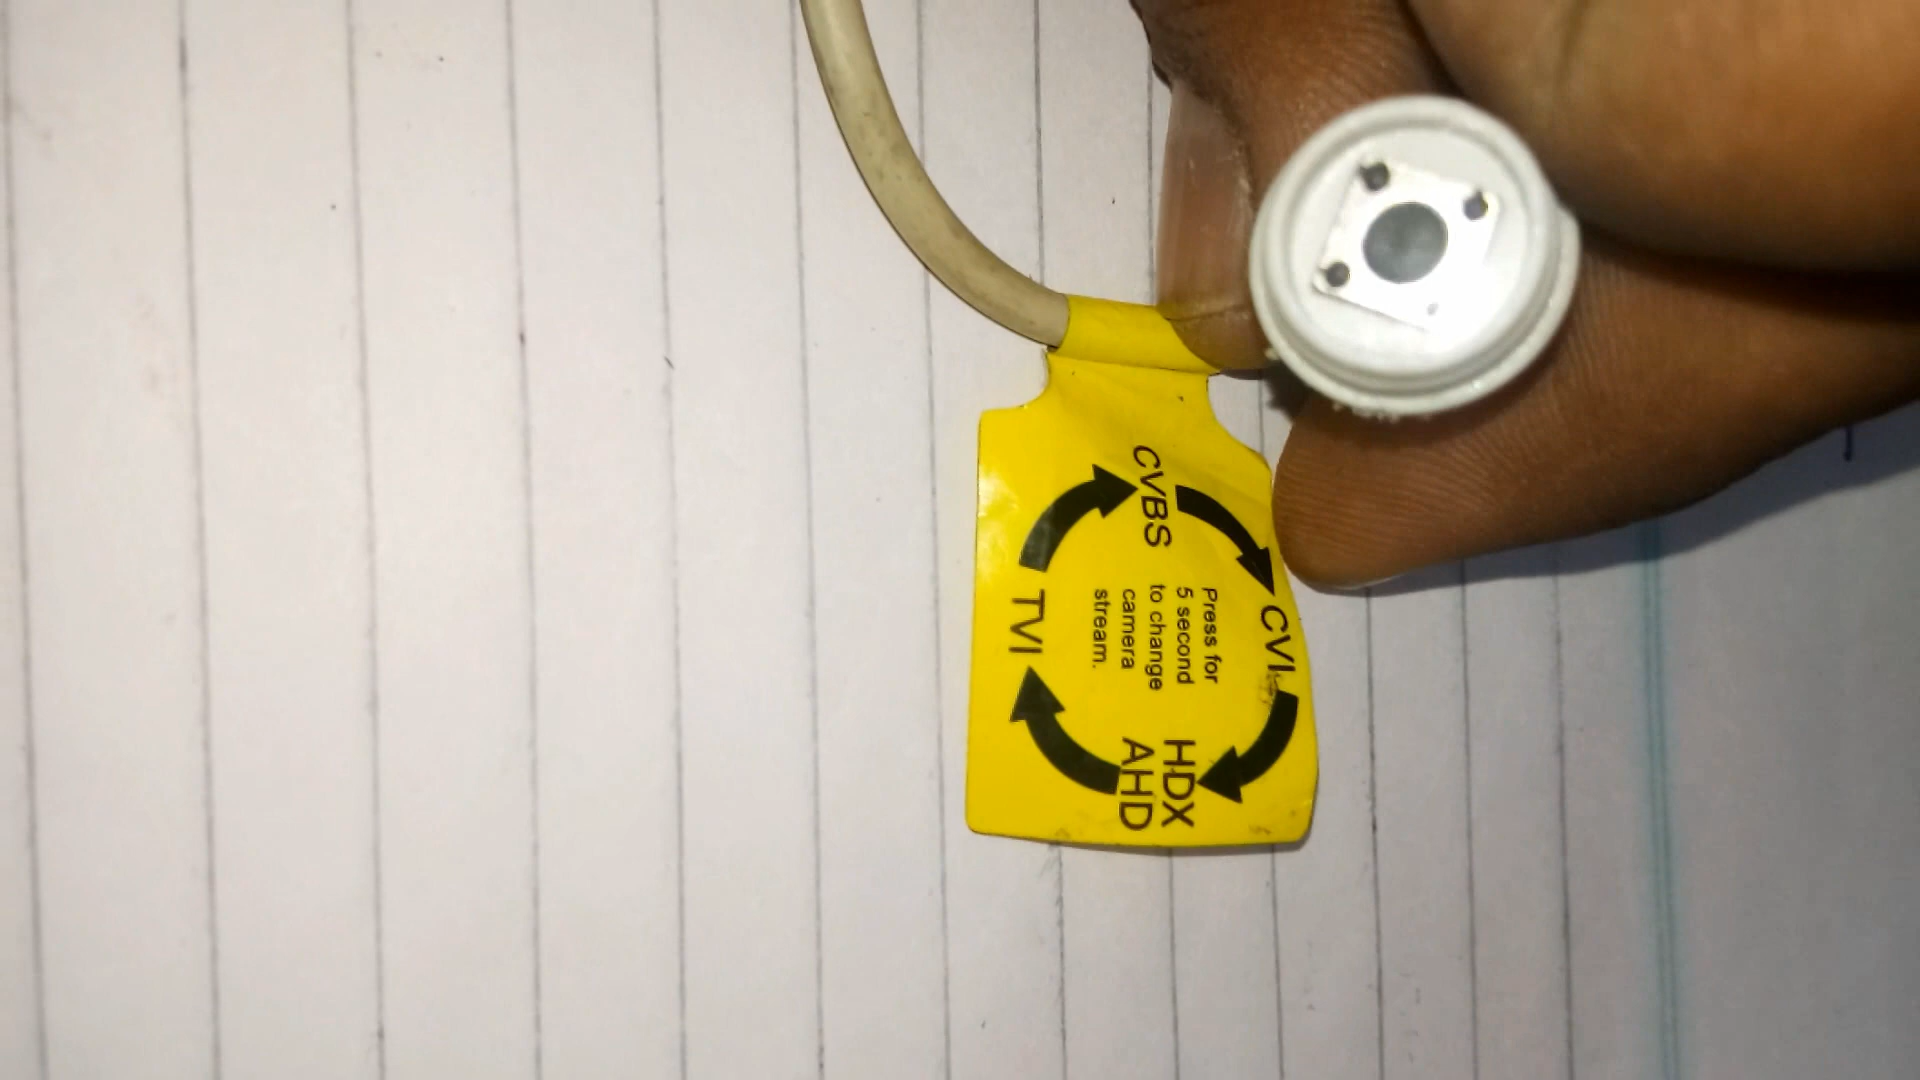 CVI
CVBS
Press for
5 second
to change
camera
stream.
HDX
AHD
TVI